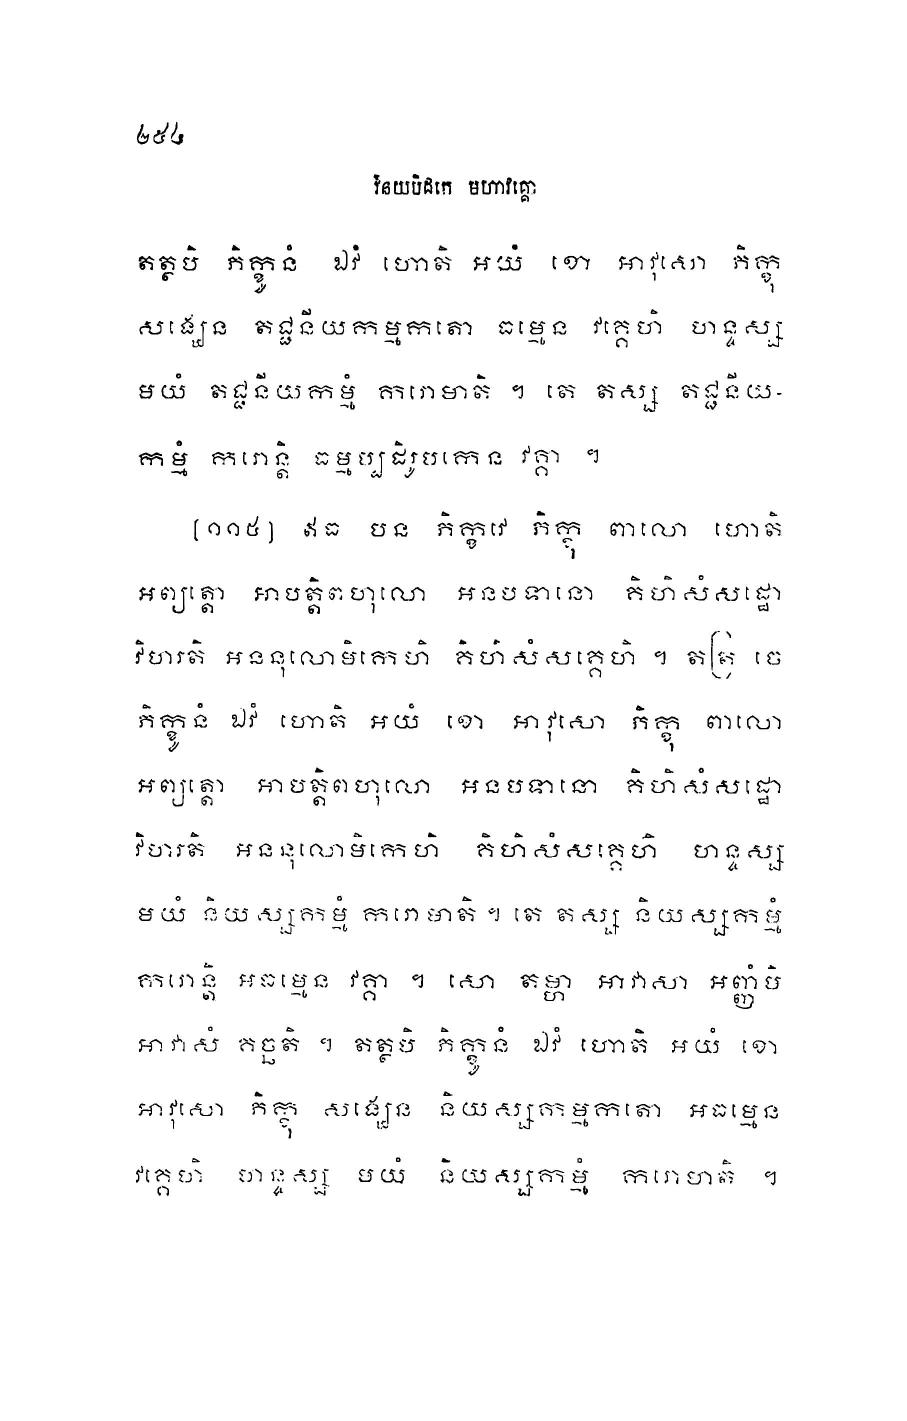 ២៥៤
វិនយបិដកេ មហាវគ្គោ
តត្ថបិ ភិក្ខូនំ ឯវំ ហោតិ អយំ ខោ អាវុសោ ភិក្ខុ
សង្ឃេន តជ្ជនីយកម្មកតោ ធម្មេន វគ្គេហិ ហន្ទស្ស
មយំ តជ្ជនីយកម្មំ ករោមាតិ ។ តេ តស្ស តជ្ជនីយ-
កម្មំ ករោន្តិ ធម្មប្បដិរូបកេន វគ្គា ។
[១១៥] ឥធ បន ភិក្ខវេ ភិក្ខុ ពាលោ ហោតិ
អព្យត្តោ អាបត្តិពហុលោ អនបទានោ គិហិសំសដ្ឋោ
វិហរតិ អននុលោមិកេហិ គិហិសំសគ្គេហិ ។ តត្រ ចេ
ភិក្ខូនំ ឯវំ ហោតិ អយំ ខោ អាវុសោ ភិក្ខុ ពាលោ
អព្យត្តោ អាបត្តិពហុលោ អនបទានោ គិហិសំសដ្ឋោ
វិហរតិ អននុលោមិកេហិ គិហិសំសគ្គេហិ ហន្ទស្ស
មយំ និយស្សកម្មំ ករោមាតិ ។ តេ តស្ស និយស្សកម្មំ
ករោន្តិ អធម្មេន វគ្គា ។ សោ តម្ហា អាវាសា អញ្ញំបិ
អាវាសំ គច្ឆតិ ។ តត្ថបិ ភិក្ខូនំ ឯវំ ហោតិ អយំ ខោ
អាវុសោ ភិក្ខុ សង្ឃេន និយស្សកម្មកតោ អធម្មេន
វគ្គេហិ ហន្ទស្ស មយំ និយស្សកម្មំ ករោមាតិ ។